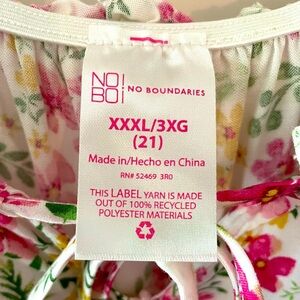 NO!
BO!
NO BOUNDARIES
XXXL/3XG
(21)
Made in/Hecho en China
RN# 52469 3R0
THIS LABEL YARN IS MADE
OUT OF 100% RECYCLED
POLYESTER MATERIALS